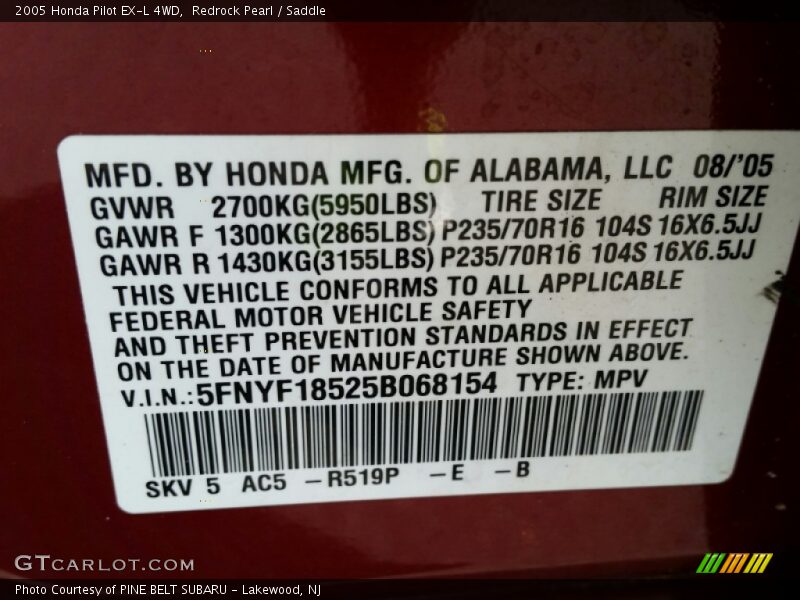 2005 Honda Pilot EX-L 4WD,  Redrock Pearl / Saddle
MFD. BY HONDA MFG. OF ALABAMA, LLC 08/'05
GVWR 2700KG(5950LBS) TIRE SIZE RIM SIZE
GAWR F 1300KG(2865LBS) P235/70R16 104S 16X6.5JJ
GAWR R 1430KG(3155LBS) P235/70R16 104S 16X6.5JJ
THIS VEHICLE CONFORMS TO ALL APPLICABLE
FEDERAL MOTOR VEHICLE SAFETY
AND THEFT PREVENTION STANDARDS IN EFFECT
ON THE DATE OF MANUFACTURE SHOWN ABOVE.
V.I.N.: 5FNYF18525B068154 TYPE: MPV
SKV 5 AC5 –R519P –E –B
GTCARLOT.COM
Photo Courtesy of PINE BELT SUBARU - Lakewood, NJ